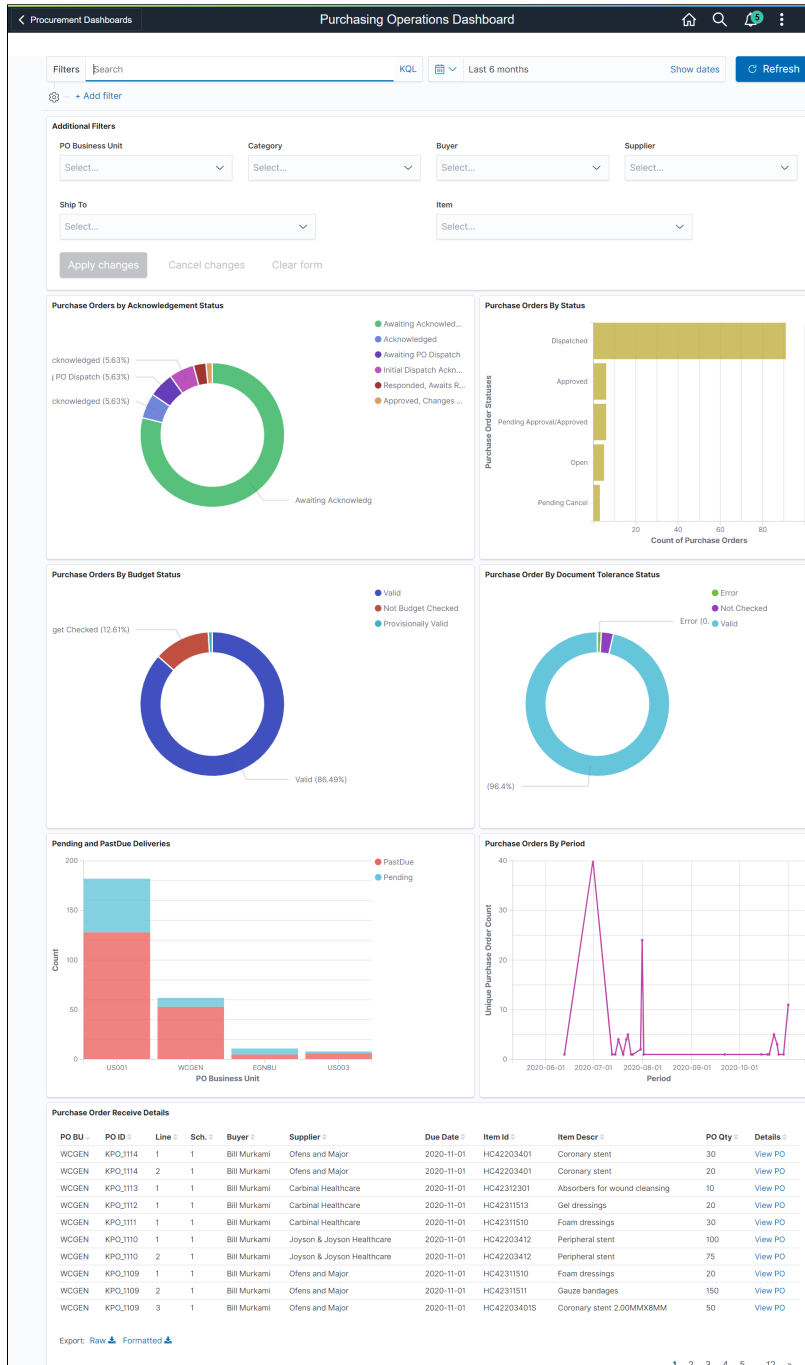 Procurement Dashboards
Purchasing Operations Dashboard
5
Filters
Search
KQL
Last 6 months
Show dates
Refresh
+ Add filter
Additional Filters
PO Business Unit
Category
Buyer
Supplier
Select...
Select...
Select...
Select...
Ship To
Item
Select...
Select...
Apply changes
Cancel changes
Clear form
Purchase Orders by Acknowledgement Status
Awaiting Acknowled...
Acknowledged
Awaiting PO Dispatch
Initial Dispatch Ackn...
Responded, Awaits R...
Approved, Changes ...
cknowledged (5.63%)
PO Dispatch (5.63%)
cknowledged (5.63%)
Awaiting Acknowledg
Purchase Orders By Status
Purchase Order Statuses
Dispatched
Approved
Pending Approval/Approved
Open
Pending Cancel
20 40 60 80
Count of Purchase Orders
Purchase Orders By Budget Status
Valid
Not Budget Checked
Provisionally Valid
get Checked (12.61%)
Valid (86.49%)
Purchase Order By Document Tolerance Status
Error
Not Checked
Valid
Error (0.
(96.4%)
Pending and PastDue Deliveries
PastDue
Pending
Count
200
150
100
50
0
US001 WCGEN EGNBU US003
PO Business Unit
Purchase Orders By Period
Unique Purchase Order Count
40
30
20
10
0
2020-06-01 2020-07-01 2020-08-01 2020-09-01 2020-10-01
Period
Purchase Order Receive Details
PO BU PO ID Line Sch. Buyer Supplier Due Date Item Id Item Descr PO Qty Details
WCGEN KPO_1114 1 1 Bill Murkami Ofens and Major 2020-11-01 HC42203401 Coronary stent 30 View PO
WCGEN KPO_1114 2 1 Bill Murkami Ofens and Major 2020-11-01 HC42203401 Coronary stent 20 View PO
WCGEN KPO_1113 1 1 Bill Murkami Carbinal Healthcare 2020-11-01 HC42312301 Absorbers for wound cleansing 10 View PO
WCGEN KPO_1112 1 1 Bill Murkami Carbinal Healthcare 2020-11-01 HC42311513 Gel dressings 20 View PO
WCGEN KPO_1111 1 1 Bill Murkami Carbinal Healthcare 2020-11-01 HC42311510 Foam dressings 30 View PO
WCGEN KPO_1110 1 1 Bill Murkami Joyson & Joyson Healthcare 2020-11-01 HC42203412 Peripheral stent 100 View PO
WCGEN KPO_1110 2 1 Bill Murkami Joyson & Joyson Healthcare 2020-11-01 HC42203412 Peripheral stent 75 View PO
WCGEN KPO_1109 1 1 Bill Murkami Ofens and Major 2020-11-01 HC42311510 Foam dressings 20 View PO
WCGEN KPO_1109 2 1 Bill Murkami Ofens and Major 2020-11-01 HC42311511 Gauze bandages 150 View PO
WCGEN KPO_1109 3 1 Bill Murkami Ofens and Major 2020-11-01 HC42203401S Coronary stent 2.00MMX8MM 50 View PO
Export: Raw Formatted
1 2 3 4 5 ... 12 »